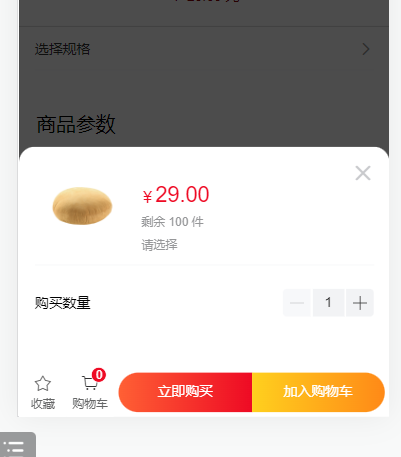 选择规格
商品参数
¥29.00
剩余 100 件
请选择
购买数量
1
0
收藏
购物车
立即购买
加入购物车